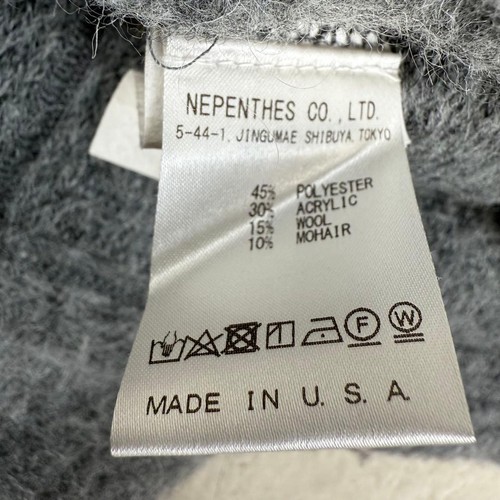 NEPENTHES CO., LTD.
5-44-1, JINGUMAE SHIBUYA, TOKYO
45% POLYESTER
30% ACRYLIC
15% WOOL
10% MOHAIR
F W
MADE IN U. S. A.